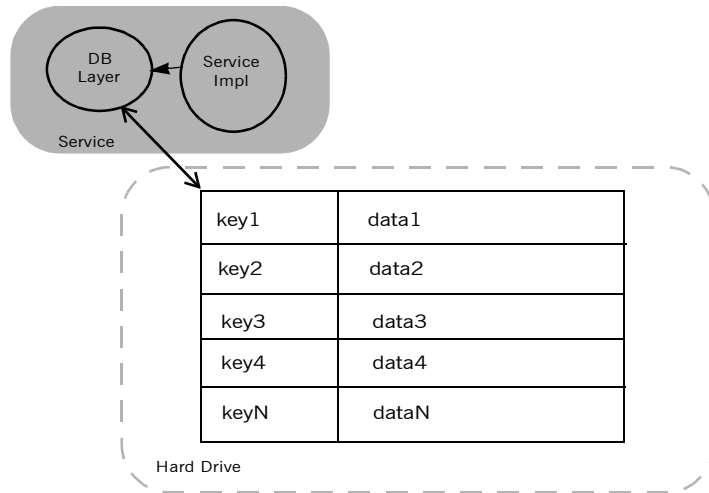 DB
Layer
Service
Impl
Service
key1 data1
key2 data2
key3 data3
key4 data4
keyN dataN
Hard Drive